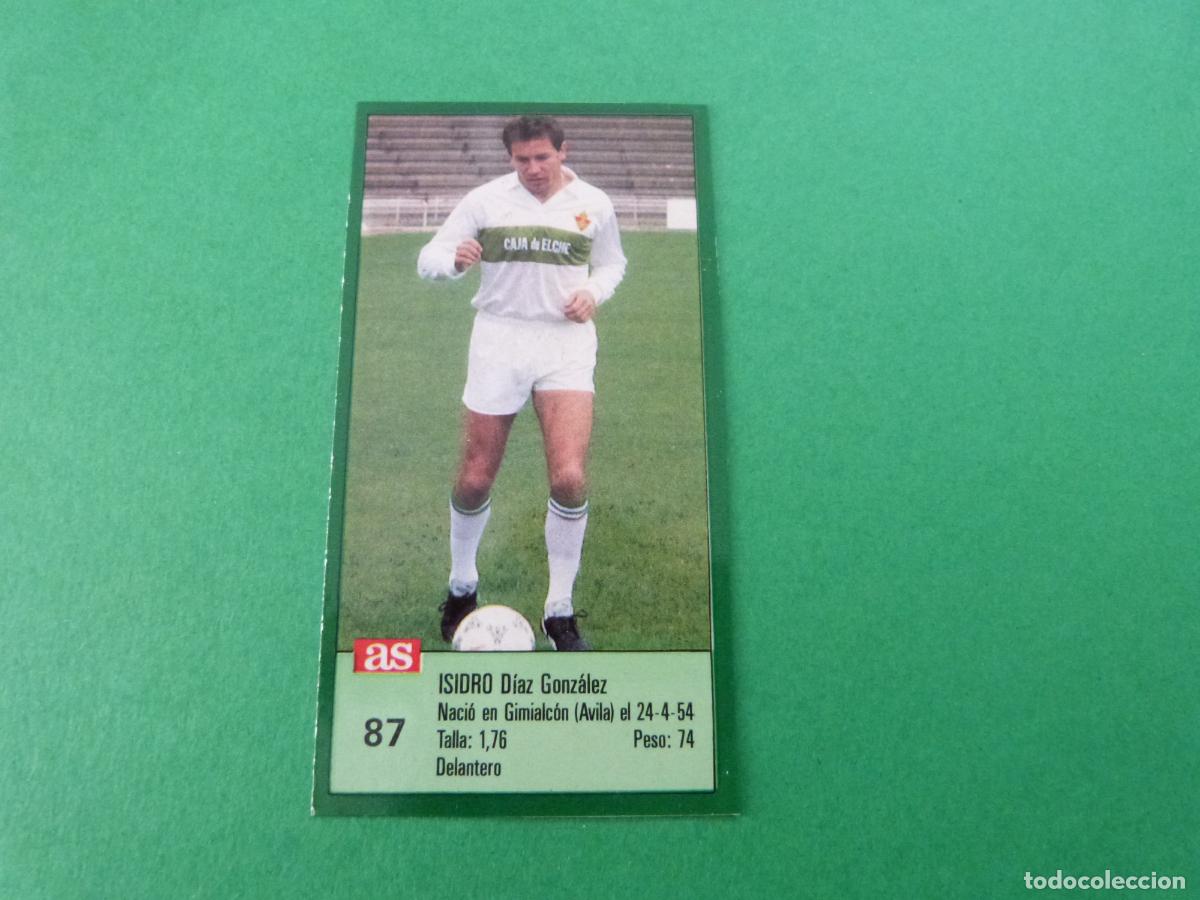 CAJA de ELCHE
as
ISIDRO Díaz González
Nació en Gimialcón (Avila) el 24-4-54
87
Talla: 1,76 Peso: 74
Delantero
todocoleccion